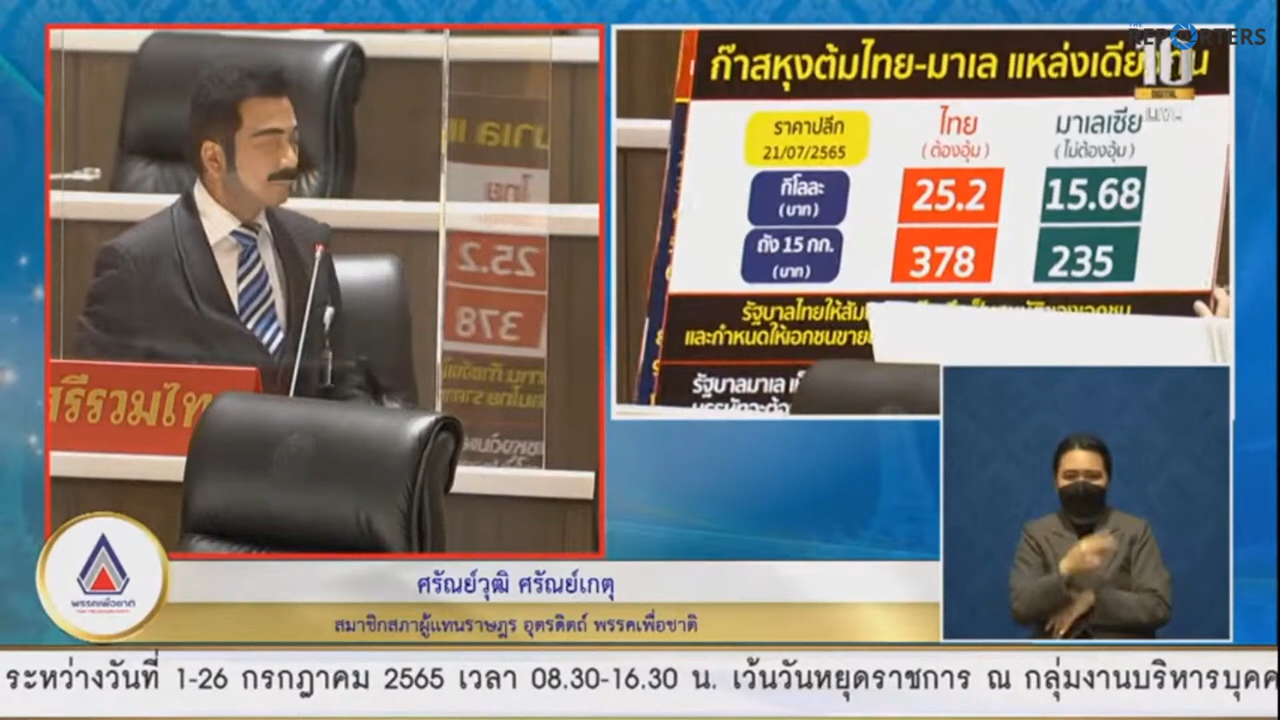 THE
REPORTERS
10
DIGITAL
LIVE
ก๊าสหุงต้มไทย-มาเล แหล่งเดียวกัน
ราคาปลีก
21/07/2565
ไทย
(ต้องอุ้ม)
มาเลเซีย
(ไม่ต้องอุ้ม)
กิโลละ
(บาท)
25.2
15.68
ถัง 15 กก.
(บาท)
378
235
รัฐบาลไทยให้
และกำหนดให้เอกชนขาย
รัฐบาลมาเล
25.2
378
รีรวมไท
พรรคเพื่อชาติ
ศรัณย์วุฒิ ศรัณย์เกตุ
สมาชิกสภาผู้แทนราษฎร อุตรดิตถ์ พรรคเพื่อชาติ
ระหว่างวันที่ 1-26 กรกฎาคม 2565 เวลา 08.30-16.30 น. เว้นวันหยุดราชการ ณ กลุ่มงานบริหารบุคค